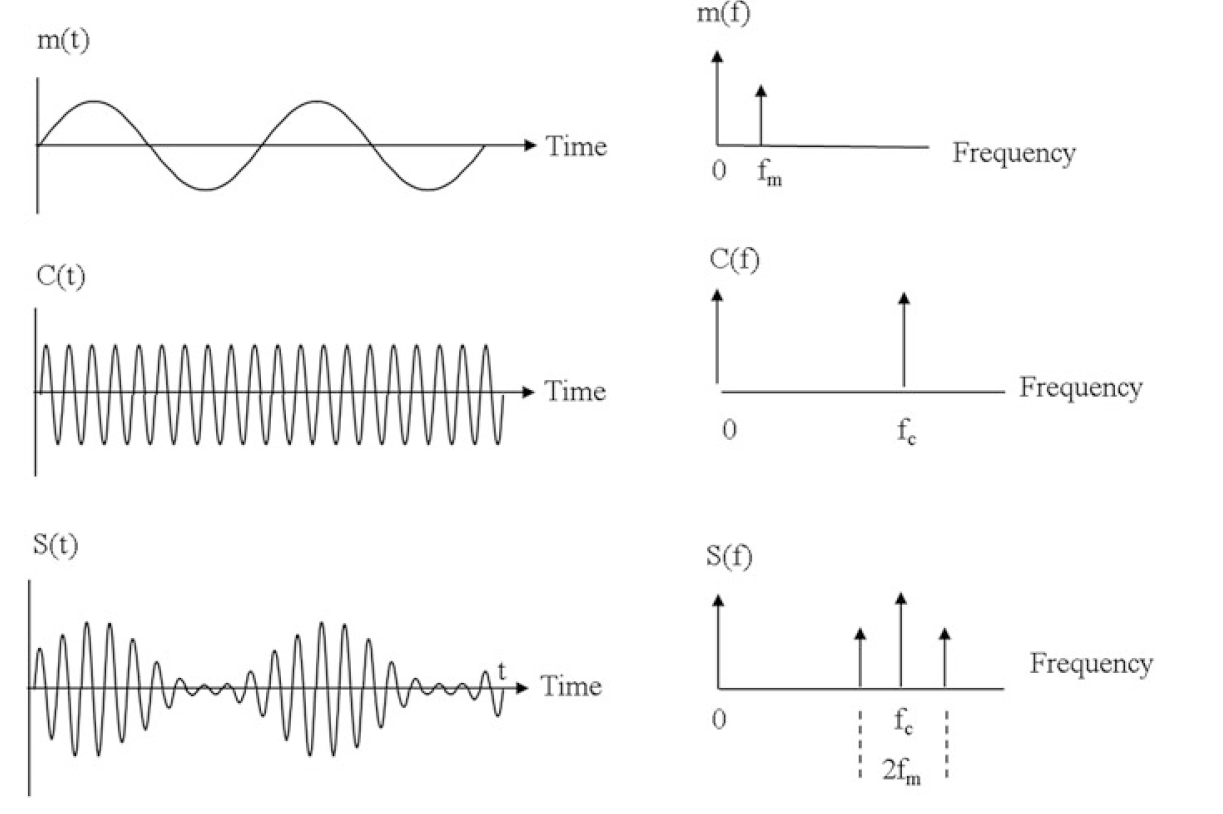 m(t)
Time
m(f)
0 fm
Frequency
C(t)
Time
C(f)
0 fc
Frequency
S(t)
t
Time
S(f)
0 fc
2fm
Frequency